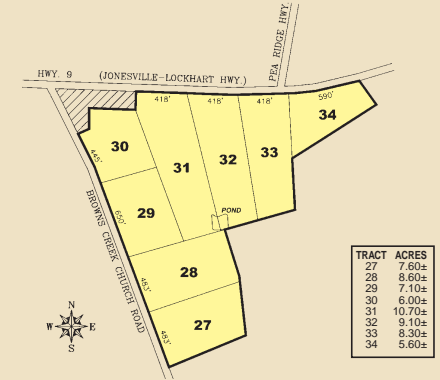 PEA RIDGE HWY.
HWY. 9 (JONESVILLE-LOCKHART HWY.)
418' 418' 418' 590'
34
30
445'
31
32
33
29
650'
POND
BROWNS CREEK CHURCH ROAD
28
483'
27
483'
N
W E
S
TRACT ACRES
27 7.60±
28 8.60±
29 7.10±
30 6.00±
31 10.70±
32 9.10±
33 8.30±
34 5.60±